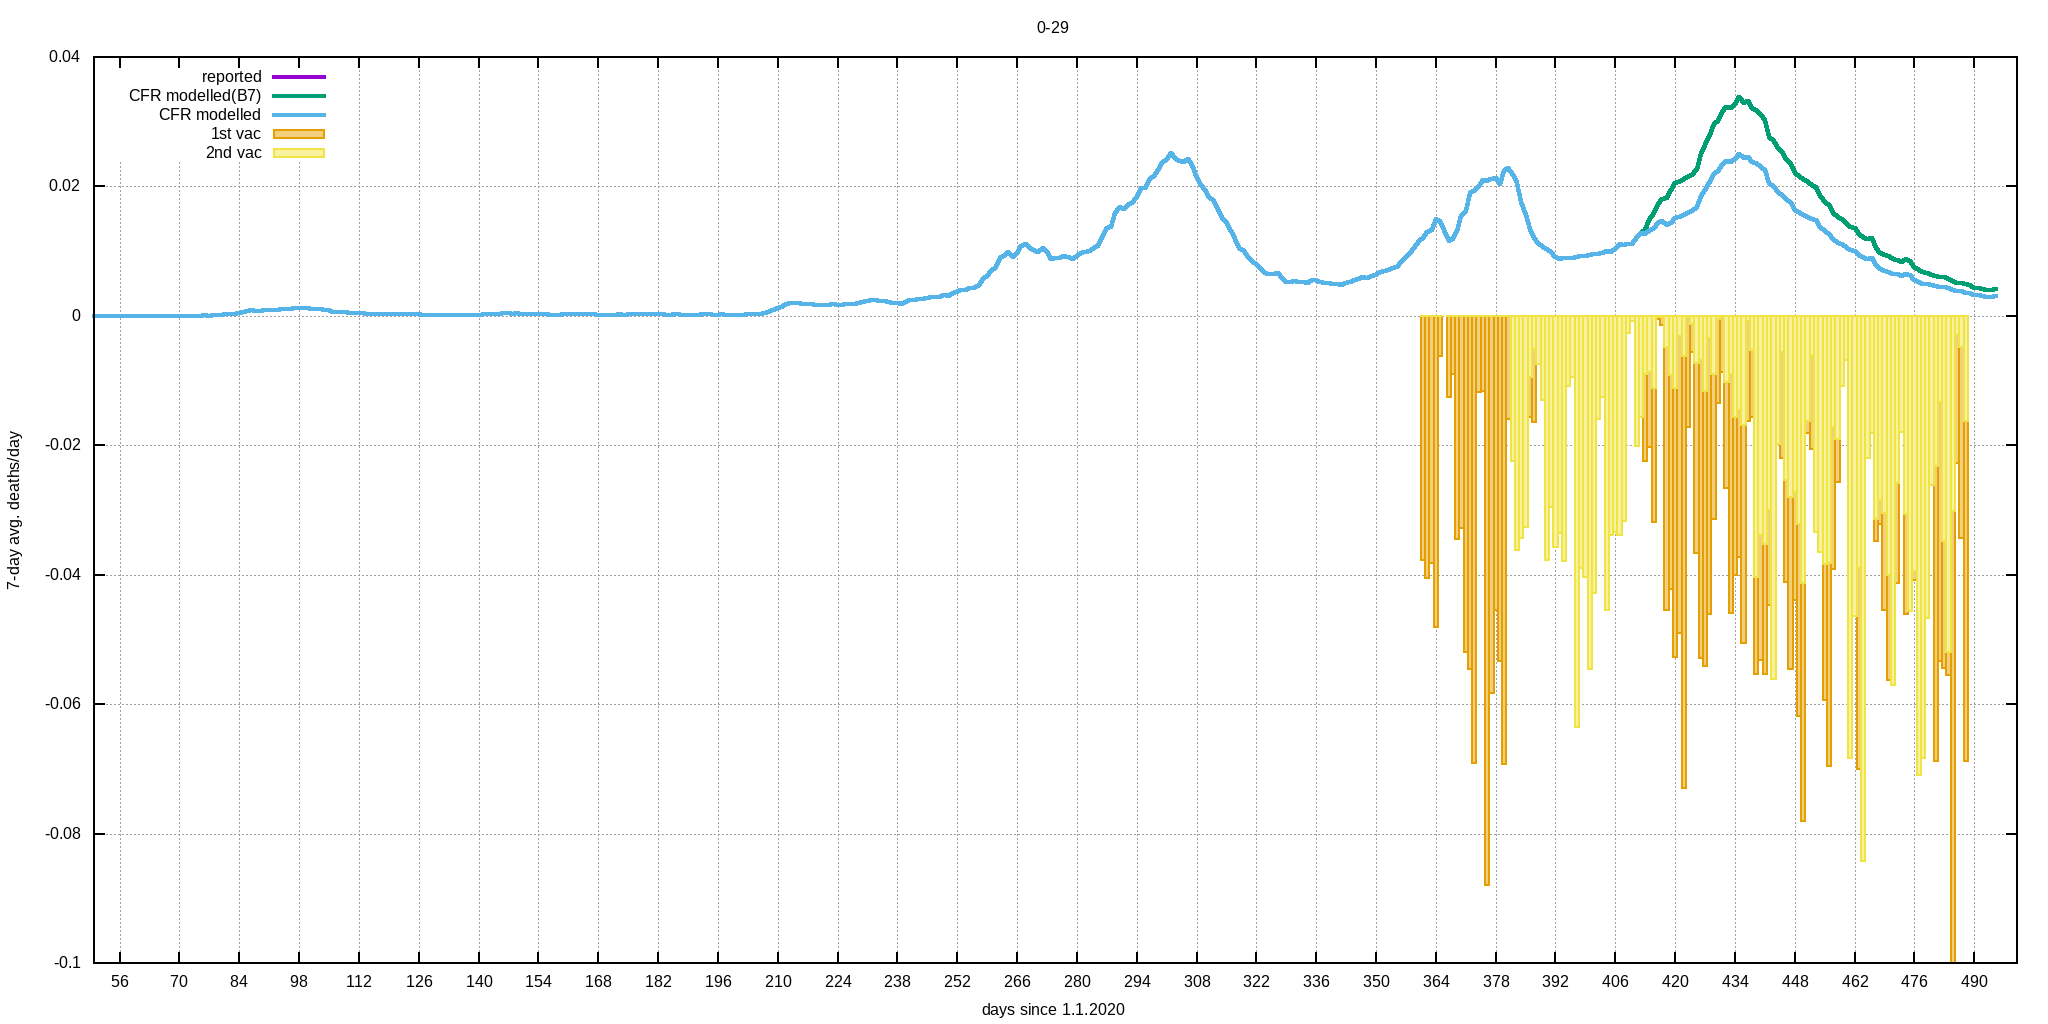 0-29
0.04
0.02
0
-0.02
-0.04
-0.06
-0.08
-0.1
7-day avg. deaths/day
reported
CFR modelled(B7)
CFR modelled
1st vac
2nd vac
56 70 84 98 112 126 140 154 168 182 196 210 224 238 252 266 280 294 308 322 336 350 364 378 392 406 420 434 448 462 476 490
days since 1.1.2020